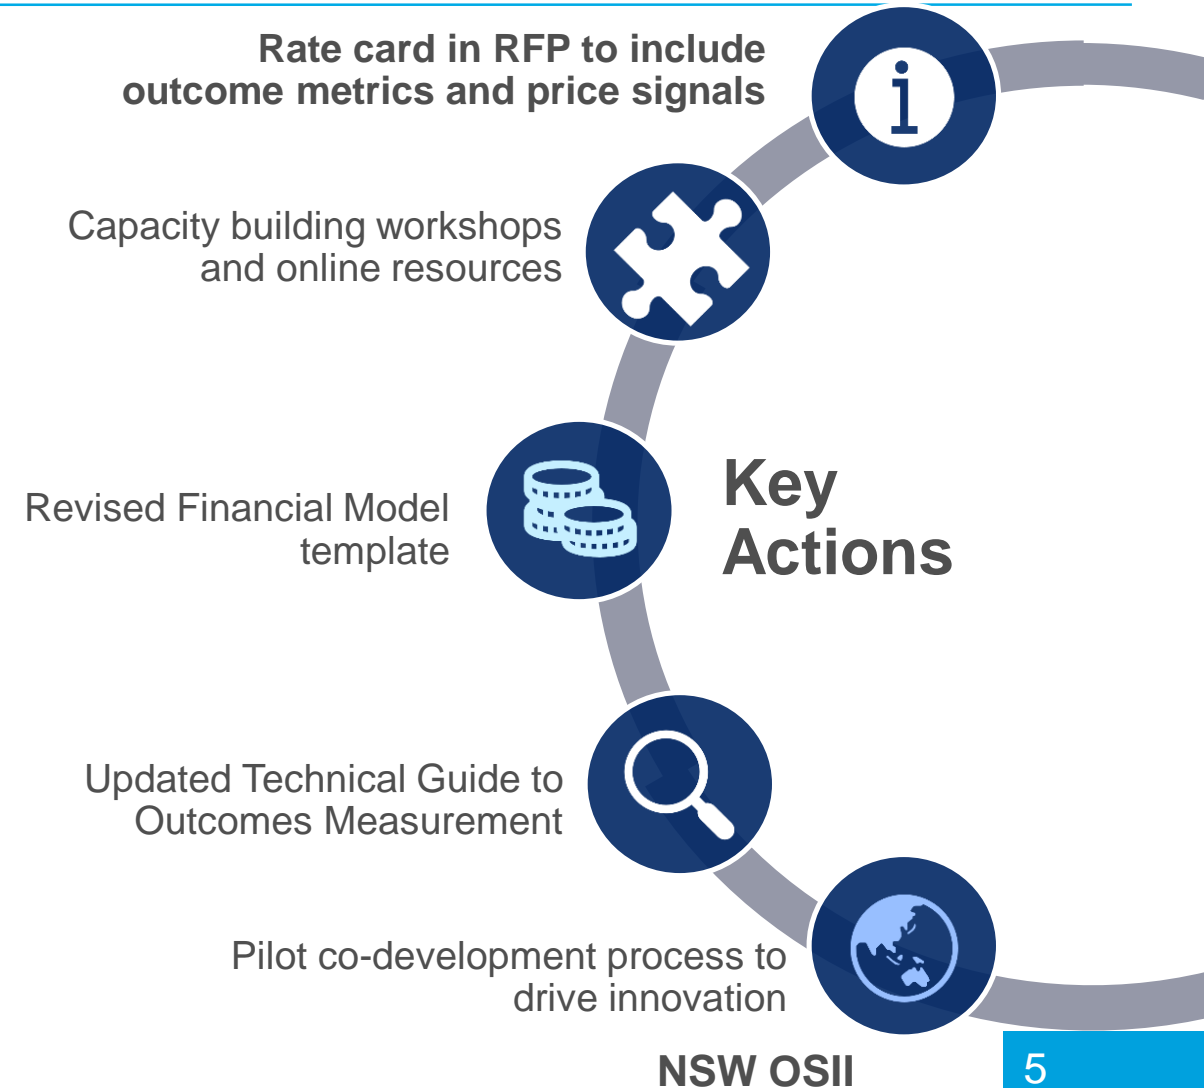 Rate card in RFP to include
outcome metrics and price signals
Capacity building workshops
and online resources
Revised Financial Model
template
Key
Actions
Updated Technical Guide to
Outcomes Measurement
Pilot co-development process to
drive innovation
NSW OSII
5